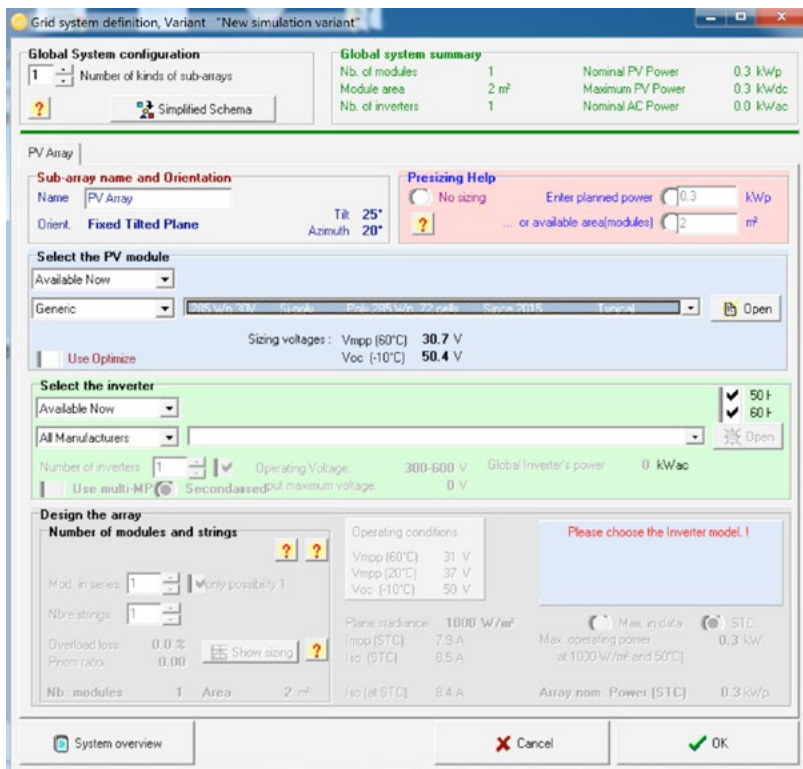 Grid system definition, Variant "New simulation variant"
Global System configuration
1 Number of kinds of sub-arrays
? Simplified Schema
Global system summary
Nb. of modules 1 Nominal PV Power 0.3 kWp
Module area 2 m² Maximum PV Power 0.3 kWdc
Nb. of inverters 1 Nominal AC Power 0.0 kWac
PV Array
Sub-array name and Orientation
Name PV Array
Orient. Fixed Tilted Plane
Tilt 25°
Azimuth 20°
Presizing Help
No sizing Enter planned power 0.3 kWp
? ... or available area(modules) 2 m²
Select the PV module
Available Now
Generic 285 Wp 30V Si-poly Poly 285 Wp 72 cells Since 2015 Typical Open
Sizing voltages : Vmpp (60°C) 30.7 V
Use Optimize Voc (-10°C) 50.4 V
Select the inverter
Available Now 50 H
60 H
All Manufacturers Open
Number of inverters 1 Operating Voltage: 300-600 V Global Inverter's power 0 kWac
Use multi-MP Secondassedput maximum voltage: 0 V
Design the array
Number of modules and strings
? ?
Mod. in series 1 only possibility 1
Nbre strings 1
Overload loss 0.0 %
Pnom ratio 0.00 Show sizing ?
Nb. modules 1 Area 2 m²
Operating conditions
Vmpp (60°C) 31 V
Vmpp (20°C) 37 V
Voc (-10°C) 50 V
Please choose the Inverter model. !
Plane irradiance 1000 W/m² Max. in data STC
Impp (STC) 7.9 A Max. operating power 0.3 kW
Isc (STC) 8.5 A at 1000 W/m² and 50°C)
Isc (at STC) 8.4 A Array nom. Power (STC) 0.3 kWp
System overview Cancel OK